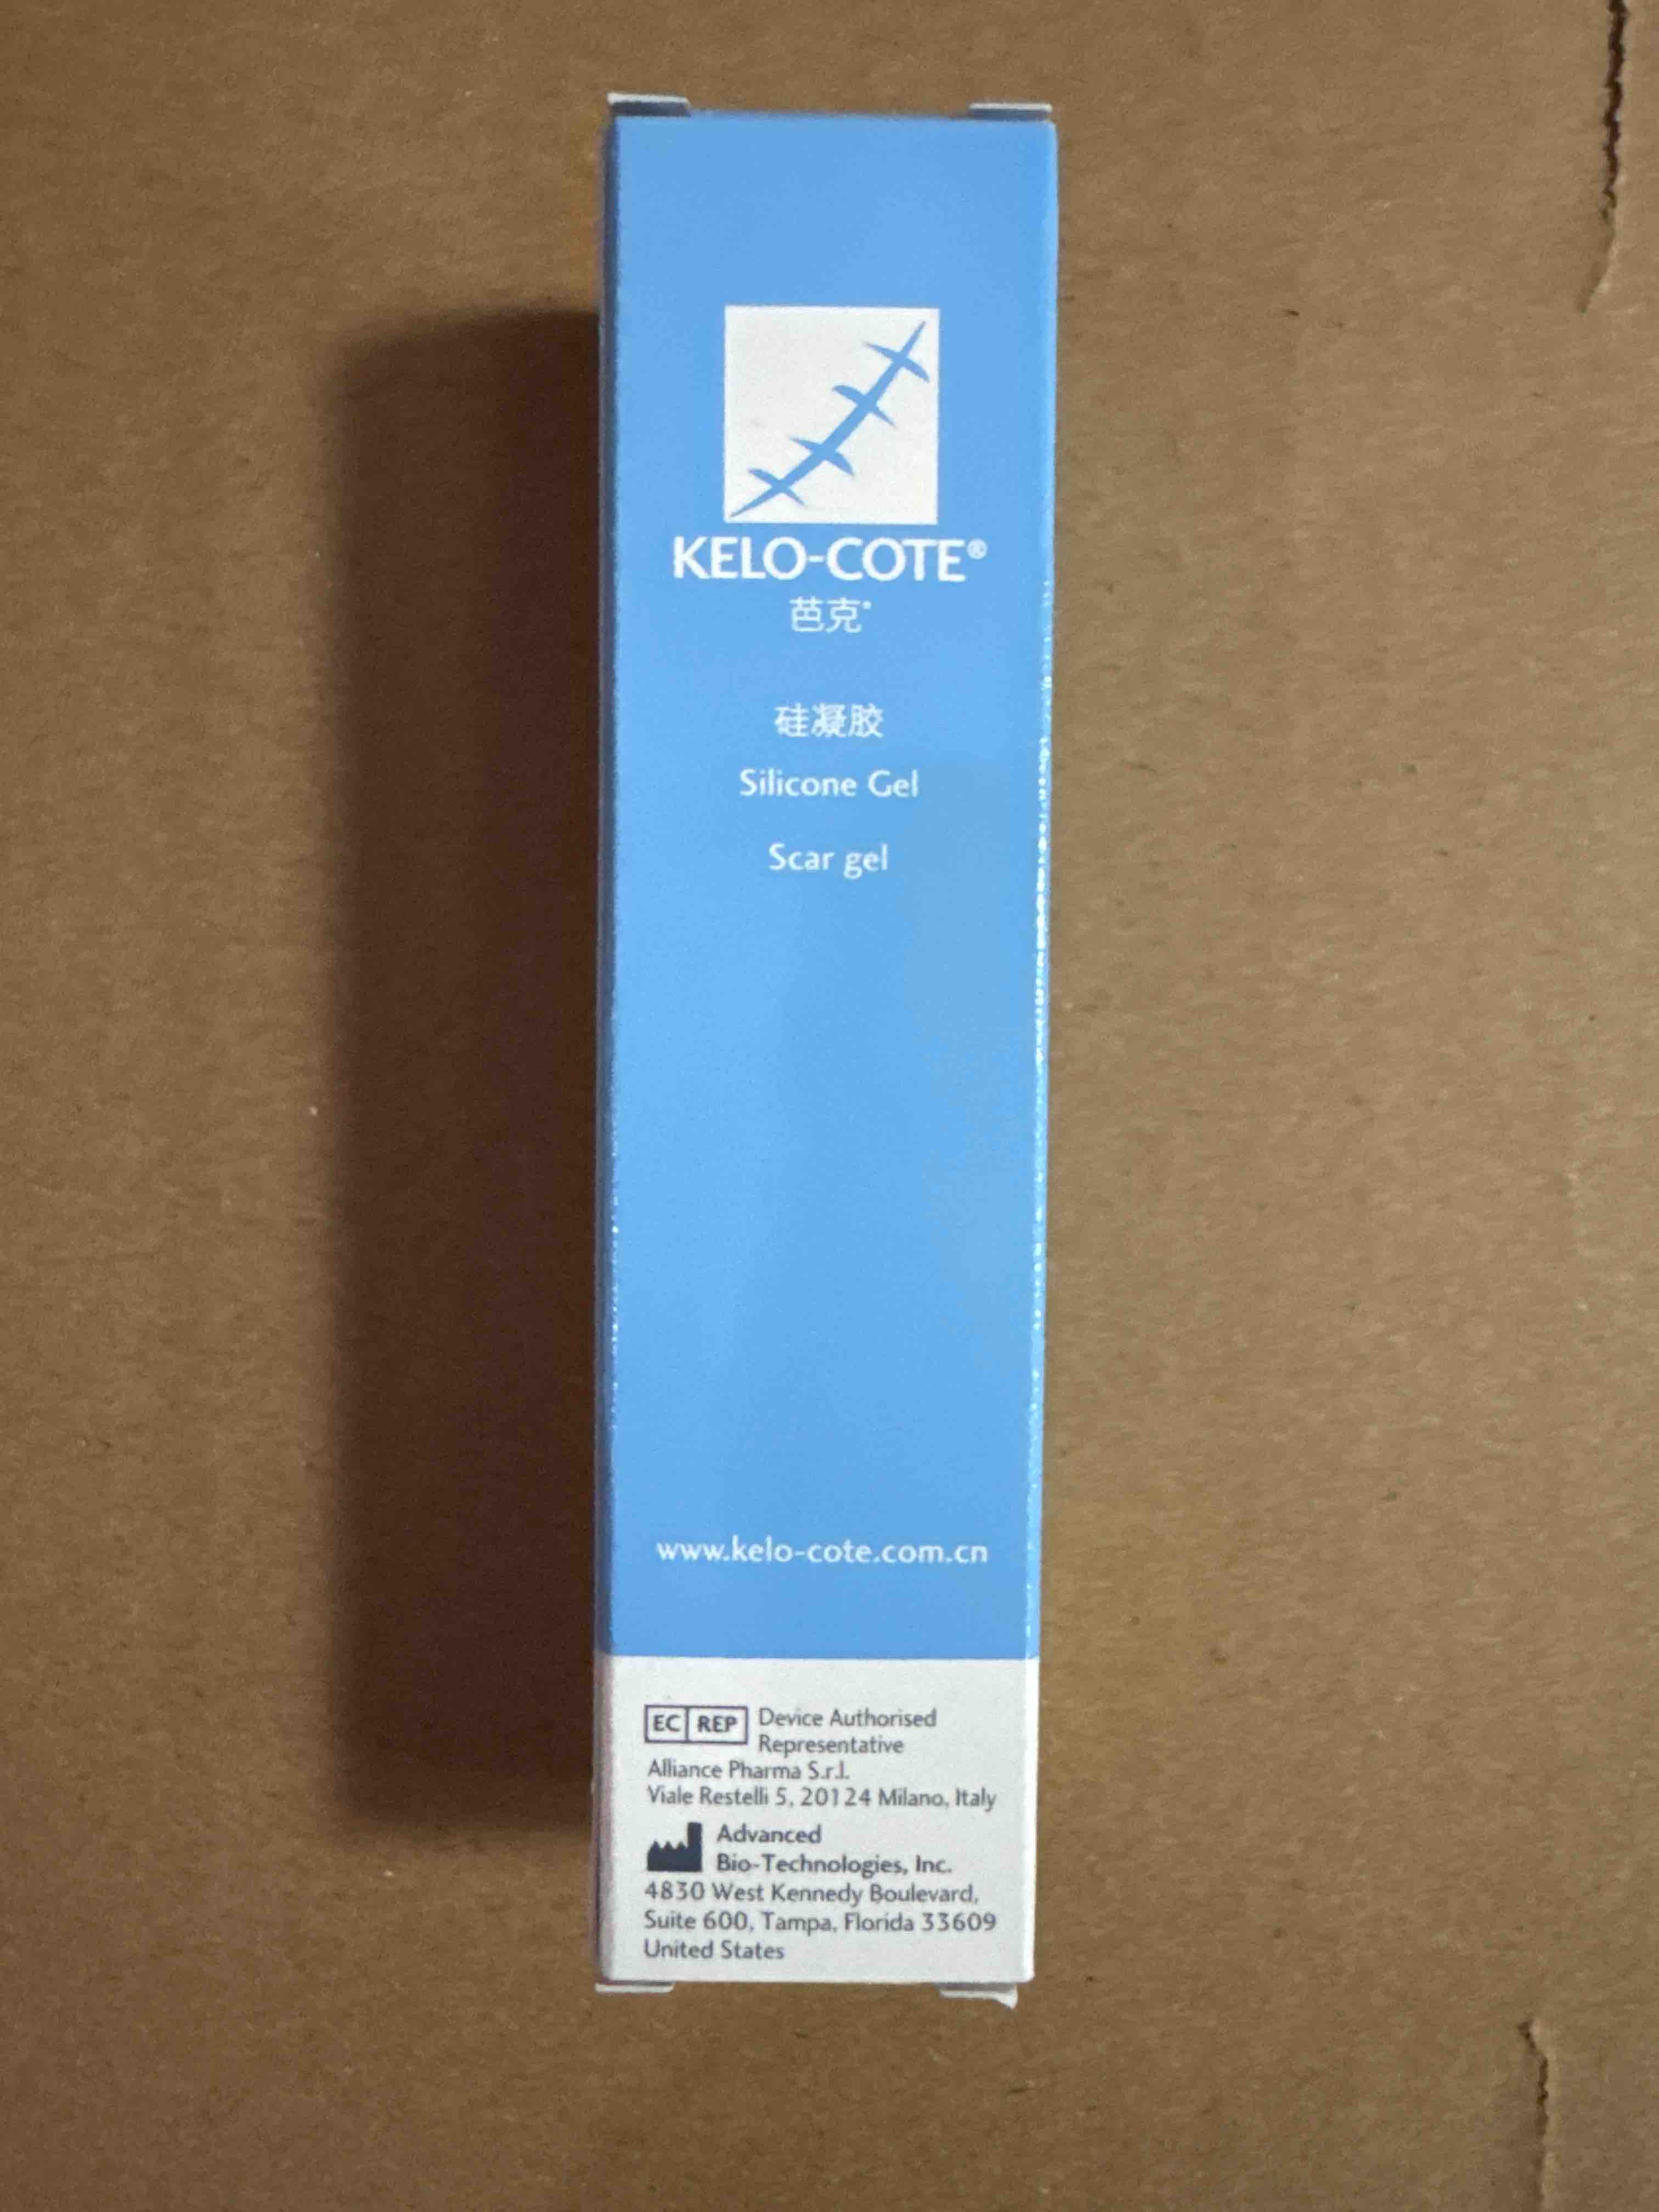 KELO-COTE®
芭克®
硅凝胶
Silicone Gel
Scar gel
www.kelo-cote.com.cn
EC REP Device Authorised
Representative
Alliance Pharma S.r.l.
Viale Restelli 5, 20124 Milano, Italy
Advanced
Bio-Technologies, Inc.
4830 West Kennedy Boulevard,
Suite 600, Tampa, Florida 33609
United States